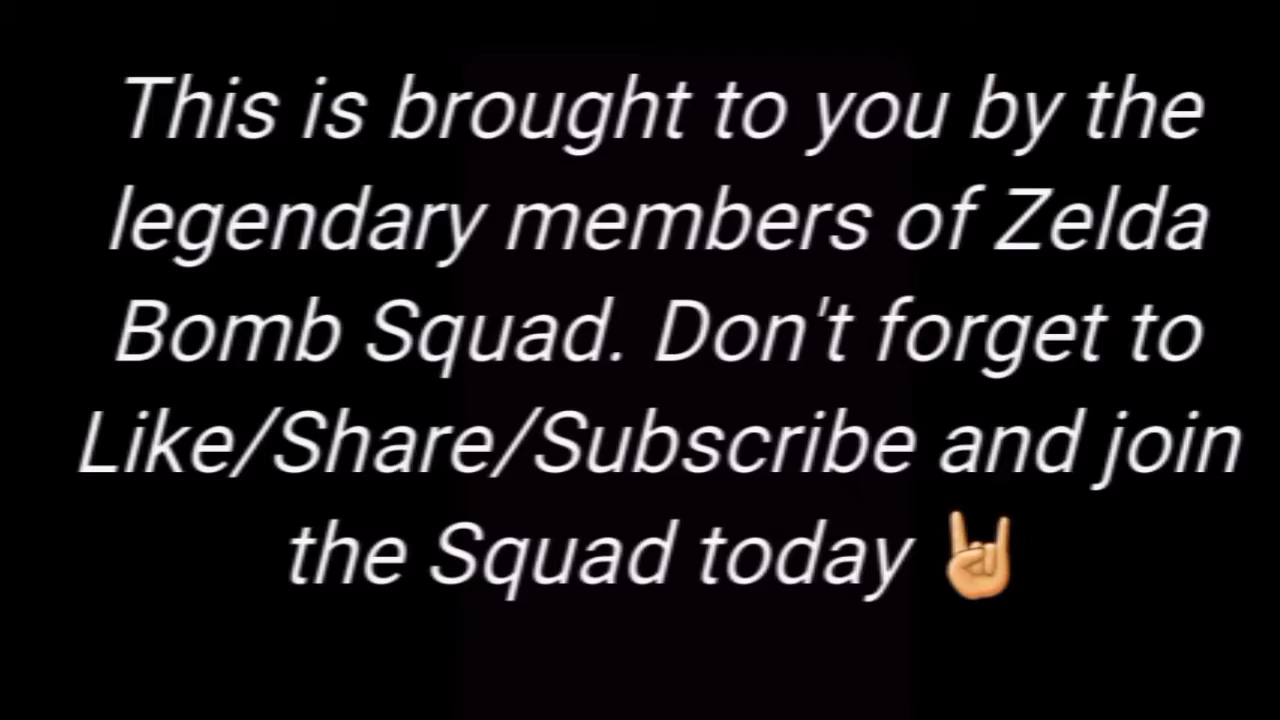 This is brought to you by the
legendary members of Zelda
Bomb Squad. Don't forget to
Like/Share/Subscribe and join
the Squad today 🤘